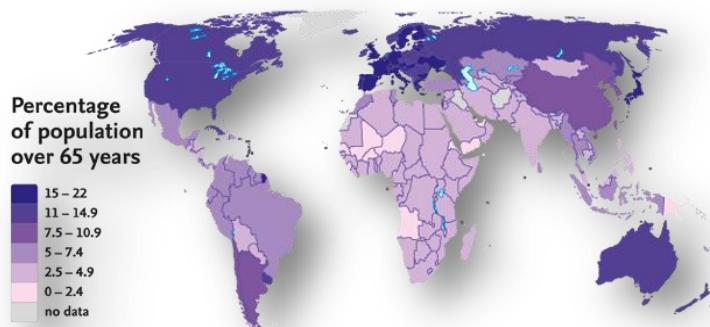 Percentage
of population
over 65 years
15 – 22
11 – 14.9
7.5 – 10.9
5 – 7.4
2.5 – 4.9
0 – 2.4
no data